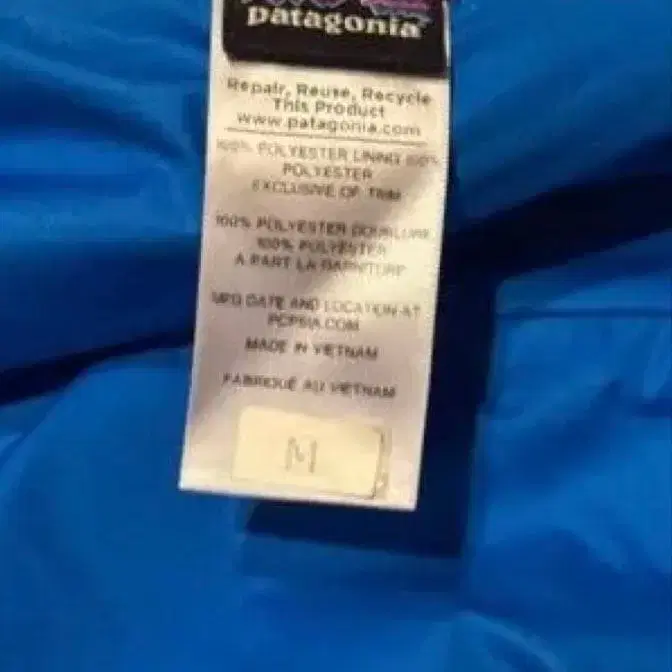 patagonia
Repair, Reuse, Recycle
This Product
www.patagonia.com
100% POLYESTER LINING 100%
POLYESTER
EXCLUSIVE OF TRIM
100% POLYESTER DOUBLURE
100% POLYESTER
A PART LA GARNITURE
MFG DATE AND LOCATION AT
PCPSIA.COM
MADE IN VIETNAM
FABRIQUÉ AU VIETNAM
M